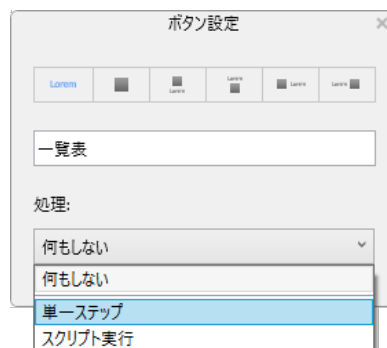 ボタン設定
Lorem
Lorem
Lorem
Lorem
Lorem
一覧表
処理:
何もしない
何もしない
単一ステップ
スクリプト実行